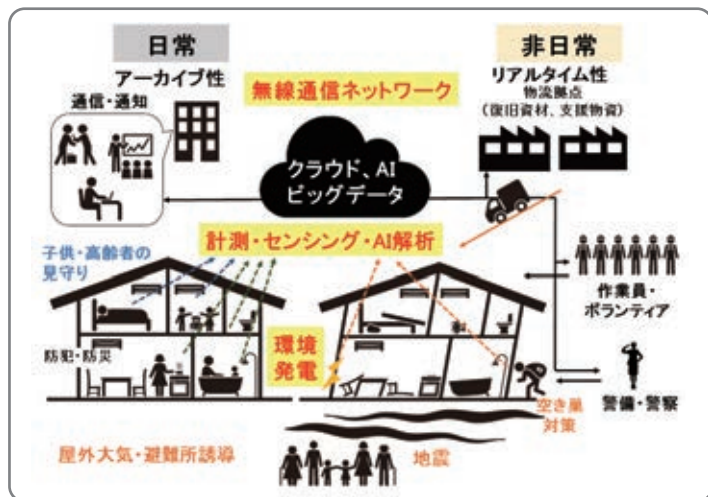 日常
非日常
アーカイブ性
リアルタイム性
通信・通知
無線通信ネットワーク
物流拠点
(復旧資材、支援物資)
クラウド、AI
ビッグデータ
計測・センシング・AI解析
子供・高齢者の
見守り
作業員・
ボランティア
防犯・防災
環境
発電
空き巣
対策
警備・警察
屋外大気・避難所誘導
地震